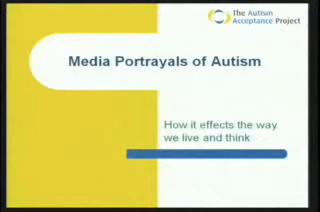 The Autism
Acceptance Project
Media Portrayals of Autism
How it effects the way
we live and think